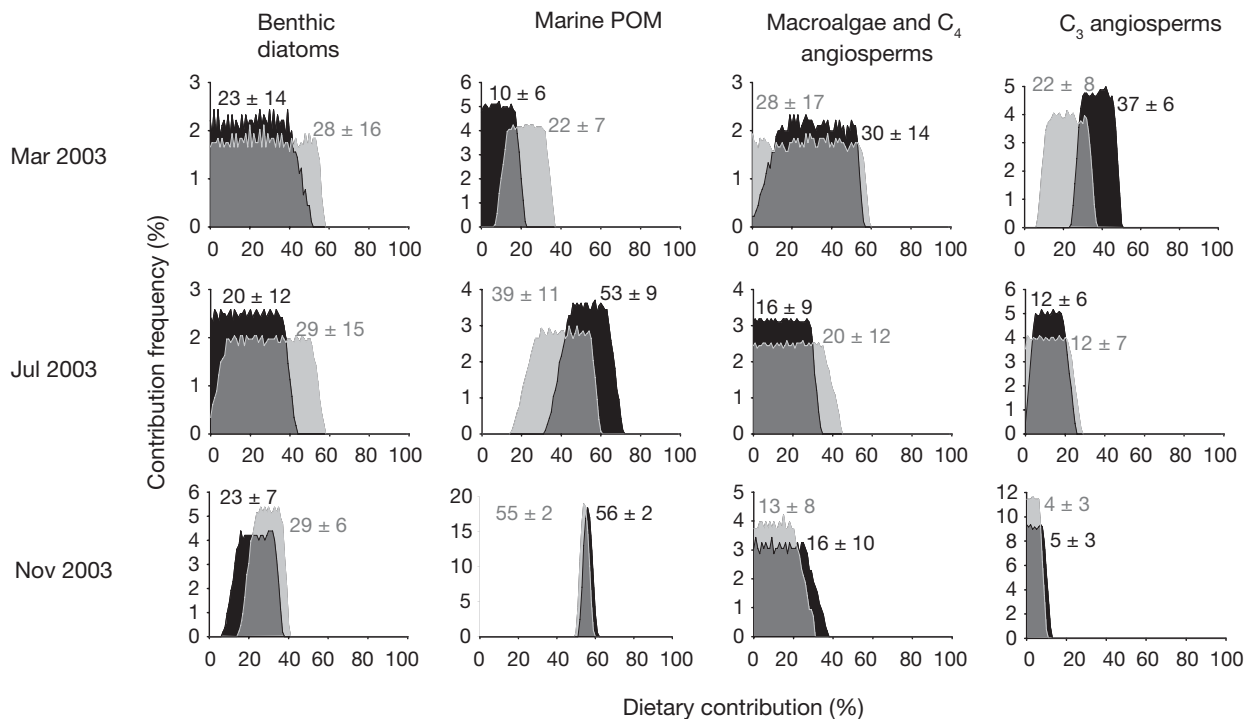 Benthic
diatoms
Marine POM
Macroalgae and C4
angiosperms
C3 angiosperms
Mar 2003
Jul 2003
Nov 2003
Contribution frequency (%)
3
2
1
0
23 ± 14
28 ± 16
0 20 40 60 80 100
6
5
4
3
2
1
0
10 ± 6
22 ± 7
0 20 40 60 80 100
3
2
1
0
28 ± 17
30 ± 14
0 20 40 60 80 100
5
4
3
2
1
0
22 ± 8
37 ± 6
0 20 40 60 80 100
3
2
1
0
20 ± 12
29 ± 15
0 20 40 60 80 100
4
3
2
1
0
39 ± 11
53 ± 9
0 20 40 60 80 100
4
3
2
1
0
16 ± 9
20 ± 12
0 20 40 60 80 100
6
5
4
3
2
1
0
12 ± 6
12 ± 7
0 20 40 60 80 100
6
5
4
3
2
1
0
23 ± 7
29 ± 6
0 20 40 60 80 100
20
15
10
5
0
55 ± 2
56 ± 2
0 20 40 60 80 100
5
4
3
2
1
0
13 ± 8
16 ± 10
0 20 40 60 80 100
12
10
8
6
4
2
0
4 ± 3
5 ± 3
0 20 40 60 80 100
Dietary contribution (%)